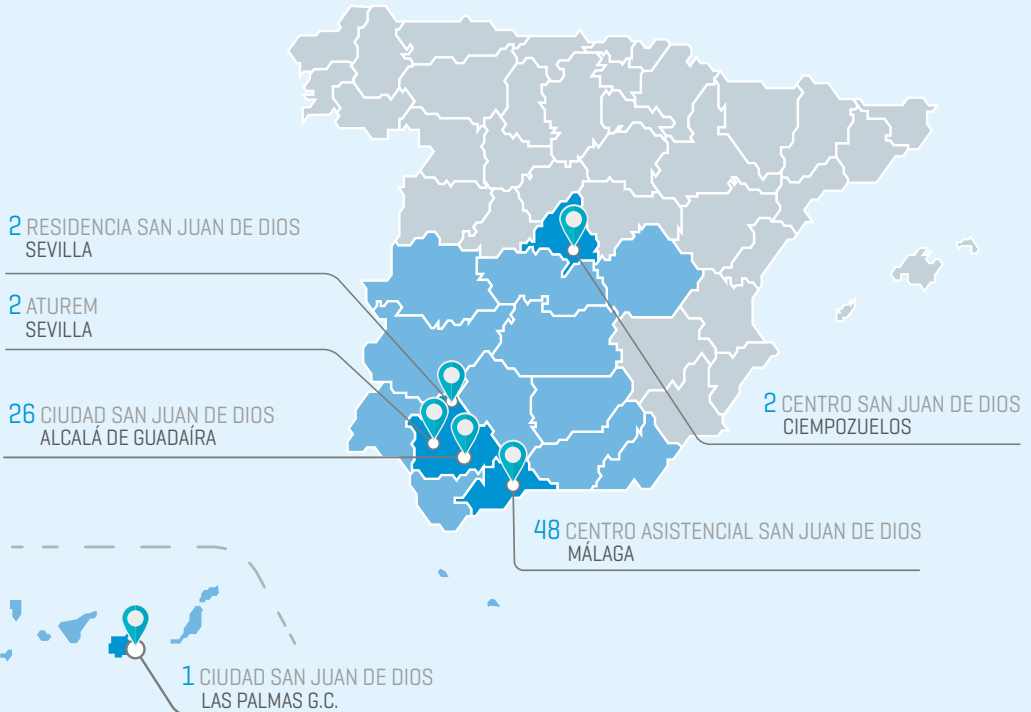 2 RESIDENCIA SAN JUAN DE DIOS
SEVILLA
2 ATUREM
SEVILLA
26 CIUDAD SAN JUAN DE DIOS
ALCALÁ DE GUADAÍRA
2 CENTRO SAN JUAN DE DIOS
CIEMPOZUELOS
48 CENTRO ASISTENCIAL SAN JUAN DE DIOS
MÁLAGA
1 CIUDAD SAN JUAN DE DIOS
LAS PALMAS G.C.